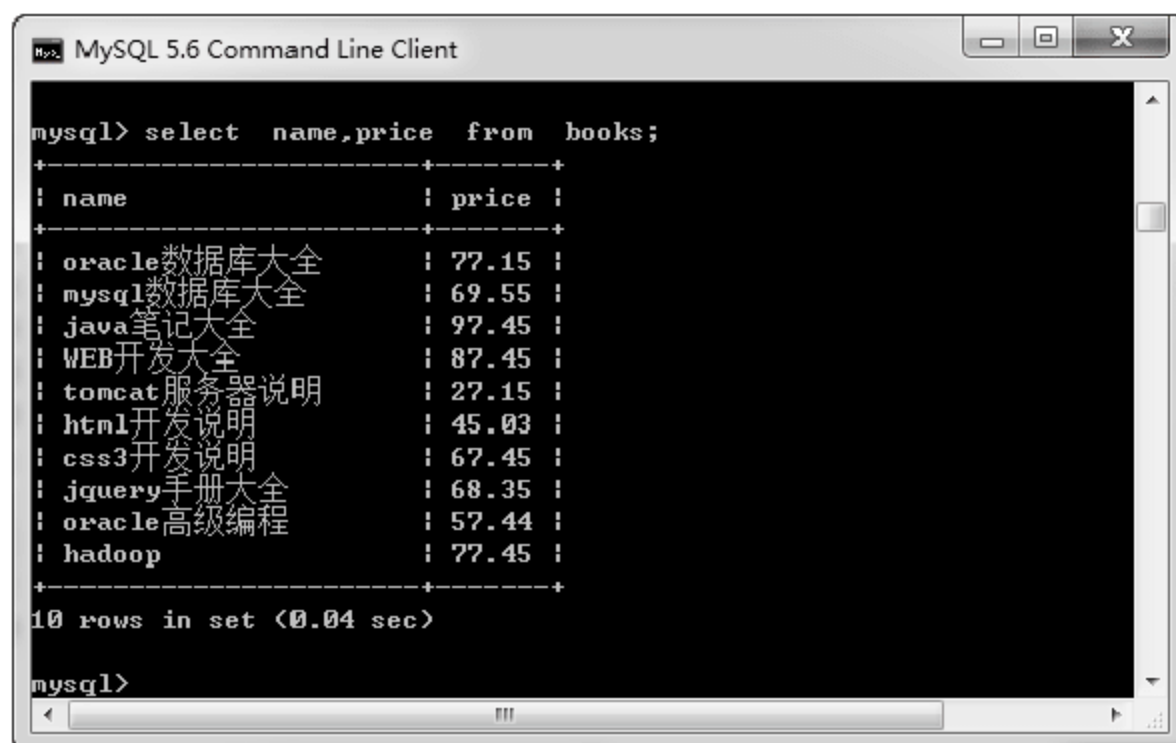 MySQL 5.6 Command Line Client
mysql> select  name,price  from  books;
+-----------------------+-------+
| name                  | price |
+-----------------------+-------+
| oracle数据库大全      | 77.15 |
| mysql数据库大全       | 69.55 |
| java笔记大全          | 97.45 |
| WEB开发大全           | 87.45 |
| tomcat服务器说明      | 27.15 |
| html开发说明          | 45.03 |
| css3开发说明          | 67.45 |
| jquery手册大全        | 68.35 |
| oracle高级编程        | 57.44 |
| hadoop                | 77.45 |
+-----------------------+-------+
10 rows in set (0.04 sec)
mysql>